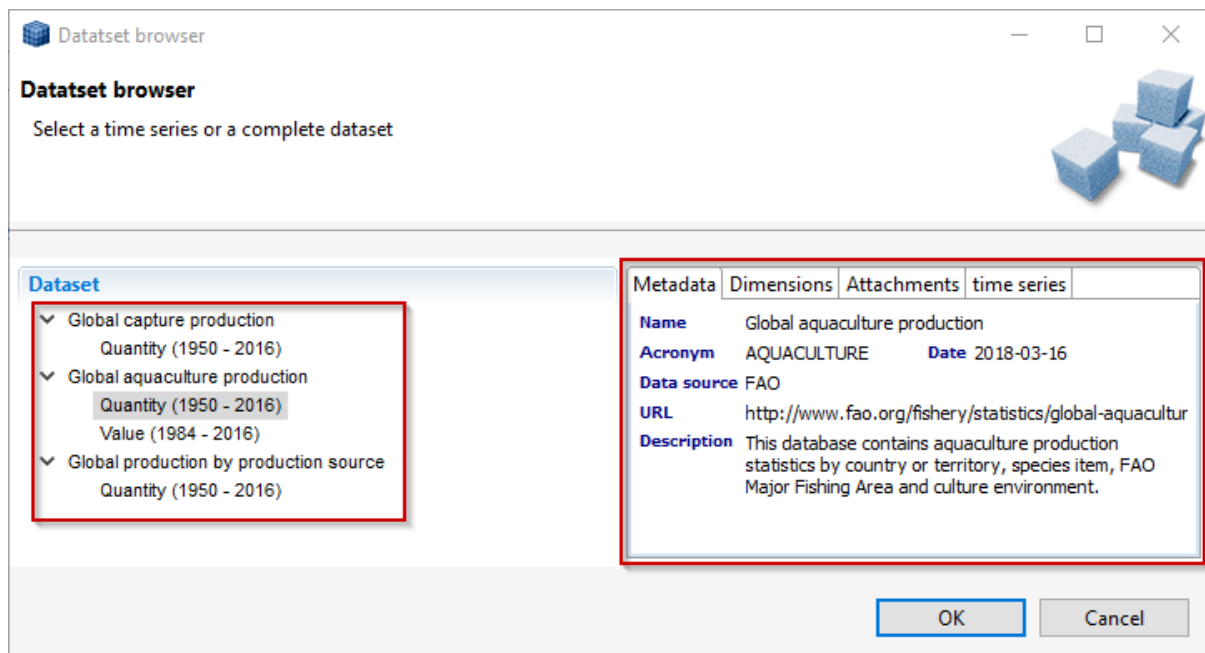 Datatset browser
Datatset browser
Select a time series or a complete dataset
Dataset
Global capture production
Quantity (1950 - 2016)
Global aquaculture production
Quantity (1950 - 2016)
Value (1984 - 2016)
Global production by production source
Quantity (1950 - 2016)
Metadata Dimensions Attachments time series
Name Global aquaculture production
Acronym AQUACULTURE Date 2018-03-16
Data source FAO
URL http://www.fao.org/fishery/statistics/global-aquacultur
Description This database contains aquaculture production
statistics by country or territory, species item, FAO
Major Fishing Area and culture environment.
OK Cancel